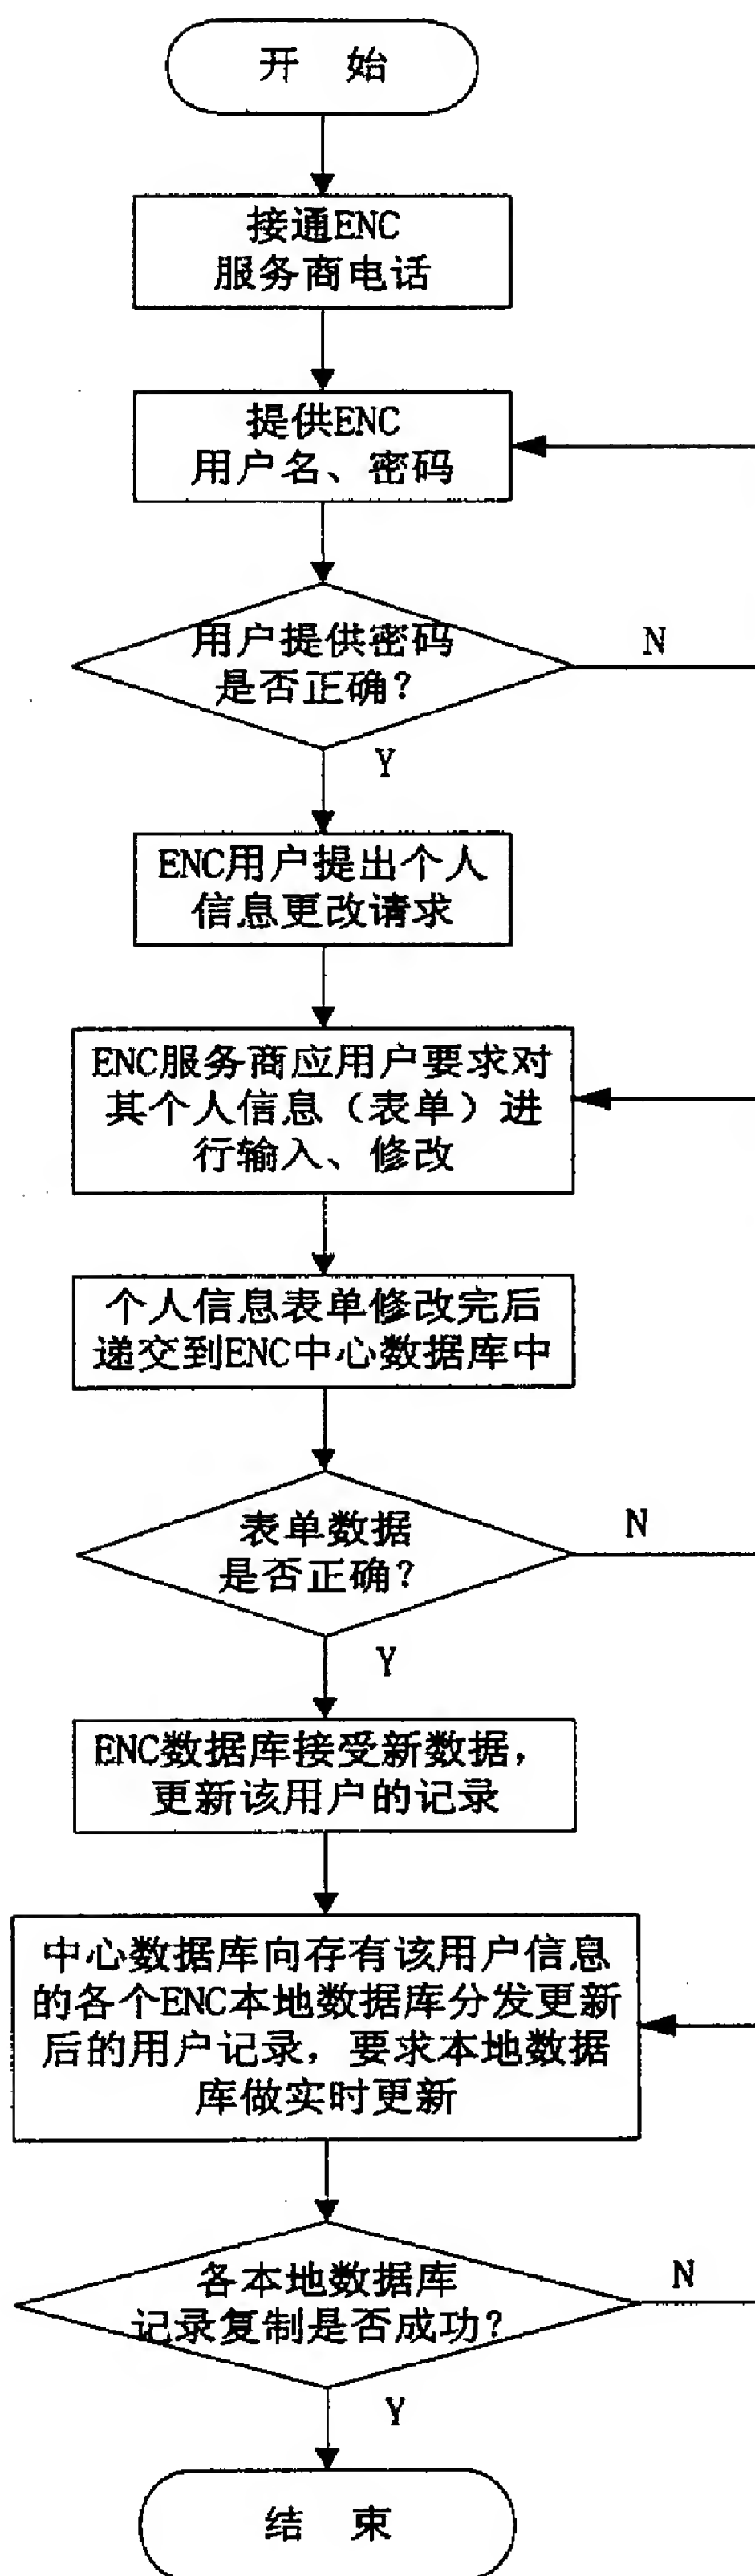 开 始
接通ENC
服务商电话
提供ENC
用户名、密码
用户提供密码
是否正确?
N
Y
ENC用户提出个人
信息更改请求
ENC服务商应用户要求对
其个人信息（表单）进
行输入、修改
个人信息表单修改完后
递交到ENC中心数据库中
表单数据
是否正确?
N
Y
ENC数据库接受新数据，
更新该用户的记录
中心数据库向存有该用户信息
的各个ENC本地数据库分发更新
后的用户记录，要求本地数据
库做实时更新
各本地数据库
记录复制是否成功?
N
Y
结 束